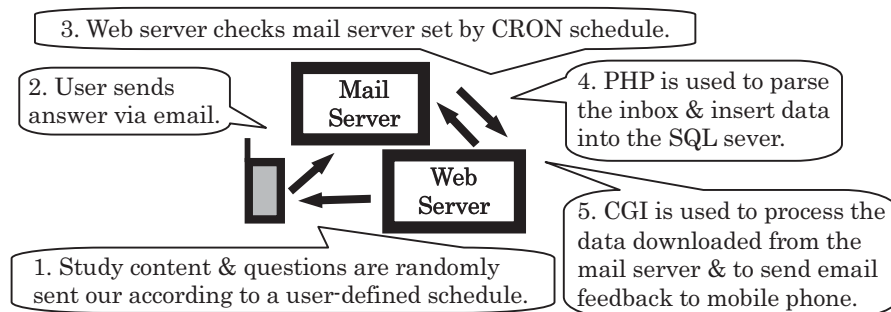 3. Web server checks mail server set by CRON schedule.
2. User sends
answer via email.
Mail
Server
4. PHP is used to parse
the inbox & insert data
into the SQL sever.
Web
Server
1. Study content & questions are randomly
sent our according to a user-defined schedule.
5. CGI is used to process the
data downloaded from the
mail server & to send email
feedback to mobile phone.